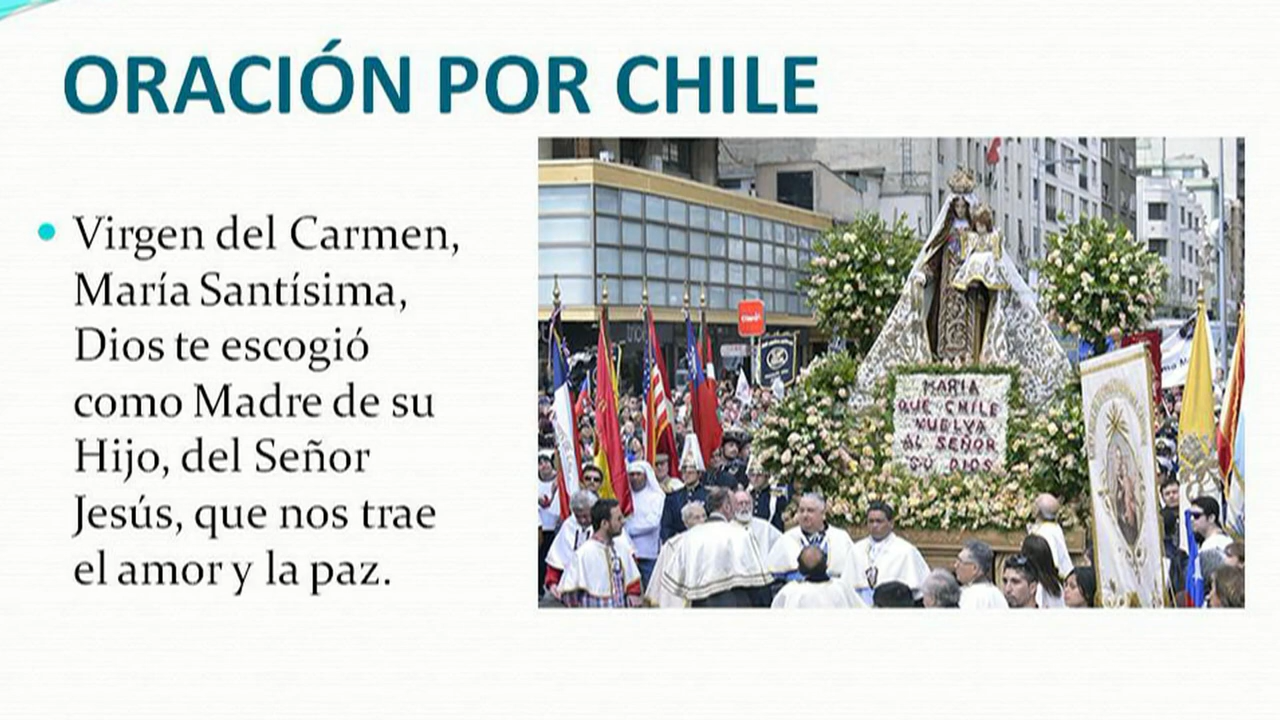 ORACIÓN POR CHILE
Virgen del Carmen,
María Santísima,
Dios te escogió
como Madre de su
Hijo, del Señor
Jesús, que nos trae
el amor y la paz.
MARIA
QUE CHILE
VUELVA
AL SEÑOR
SU DIOS
Claro